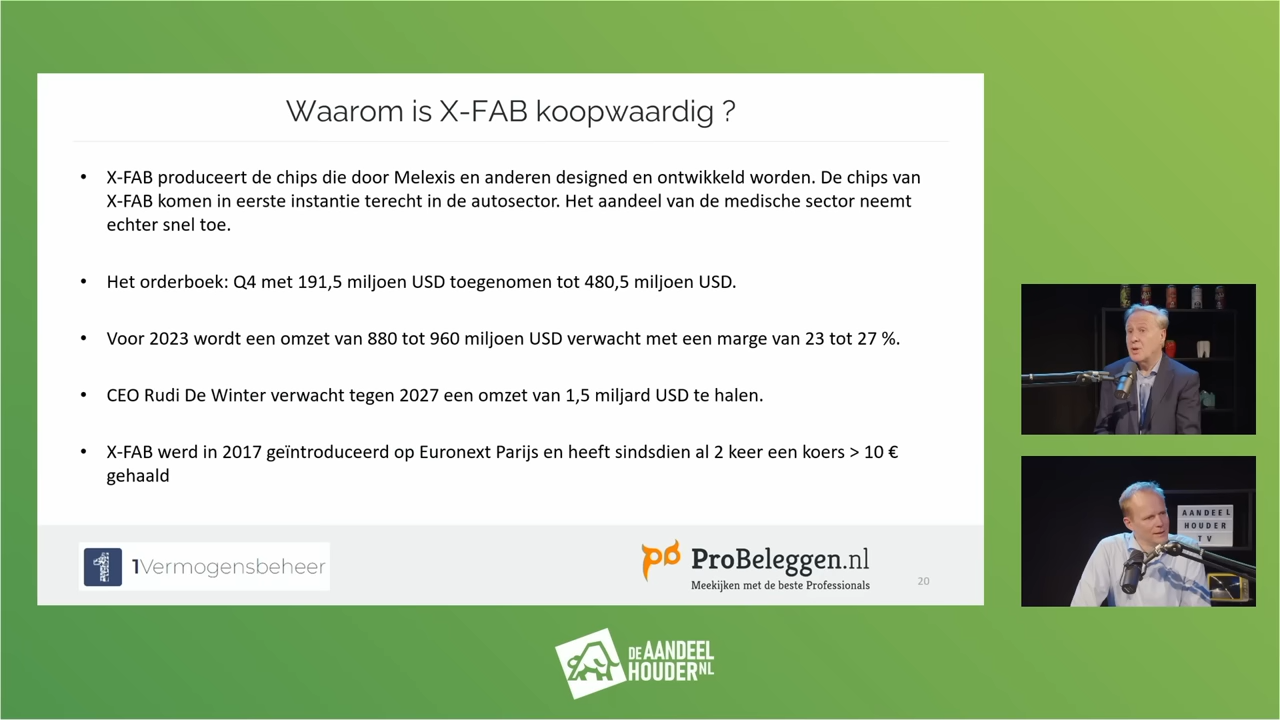 Waarom is X-FAB koopwaardig ?
• X-FAB produceert de chips die door Melexis en anderen designed en ontwikkeld worden. De chips van
X-FAB komen in eerste instantie terecht in de autosector. Het aandeel van de medische sector neemt
echter snel toe.
• Het orderboek: Q4 met 191,5 miljoen USD toegenomen tot 480,5 miljoen USD.
• Voor 2023 wordt een omzet van 880 tot 960 miljoen USD verwacht met een marge van 23 tot 27 %.
• CEO Rudi De Winter verwacht tegen 2027 een omzet van 1,5 miljard USD te halen.
• X-FAB werd in 2017 geïntroduceerd op Euronext Parijs en heeft sindsdien al 2 keer een koers > 10 €
gehaald
1Vermogensbeheer
ProBeleggen.nl
Meekijken met de beste Professionals
20
AANDEEL
HOUDER
TV
DE AANDEEL
HOUDER NL